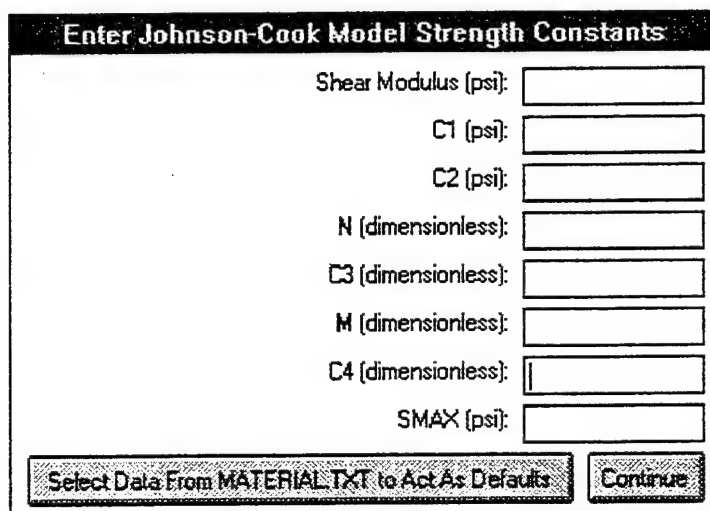 Enter Johnson-Cook Model Strength Constants
Shear Modulus (psi):
C1 (psi):
C2 (psi):
N (dimensionless):
C3 (dimensionless):
M (dimensionless):
C4 (dimensionless):
SMAX (psi):
Select Data From MATERIAL.TXT to Act As Defaults Continue